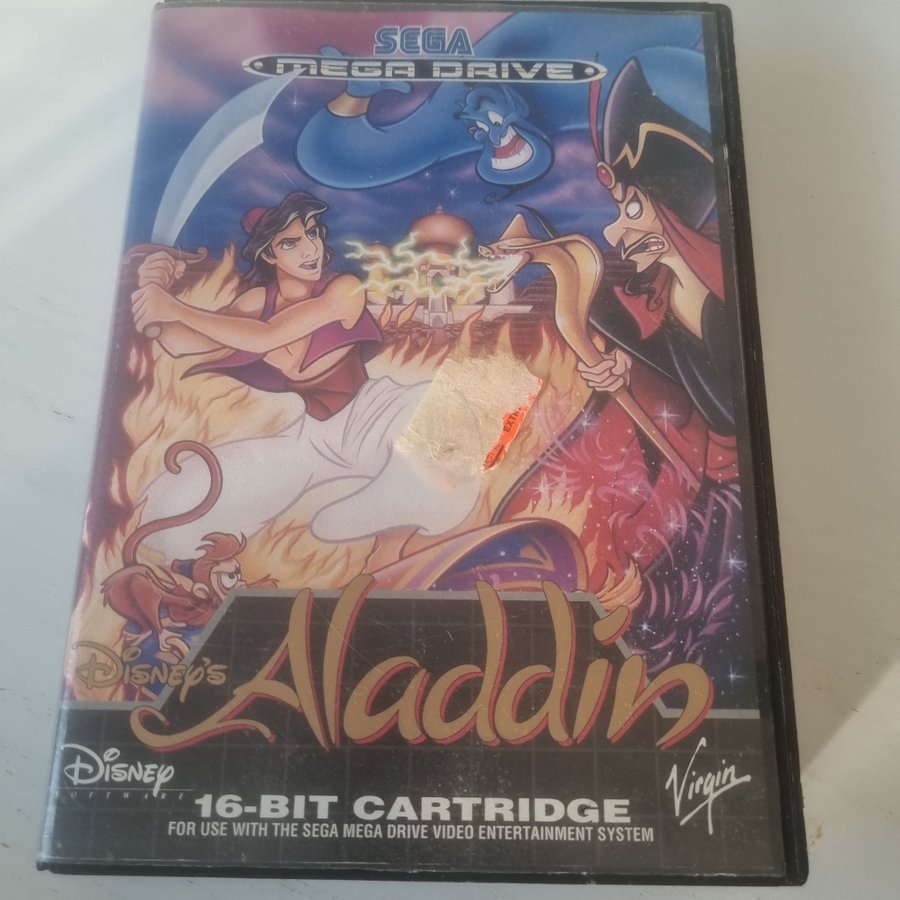 SEGA
MEGA DRIVE
Disney's
Aladdin
Disney
SOFTWARE
Virgin
16-BIT CARTRIDGE
FOR USE WITH THE SEGA MEGA DRIVE VIDEO ENTERTAINMENT SYSTEM